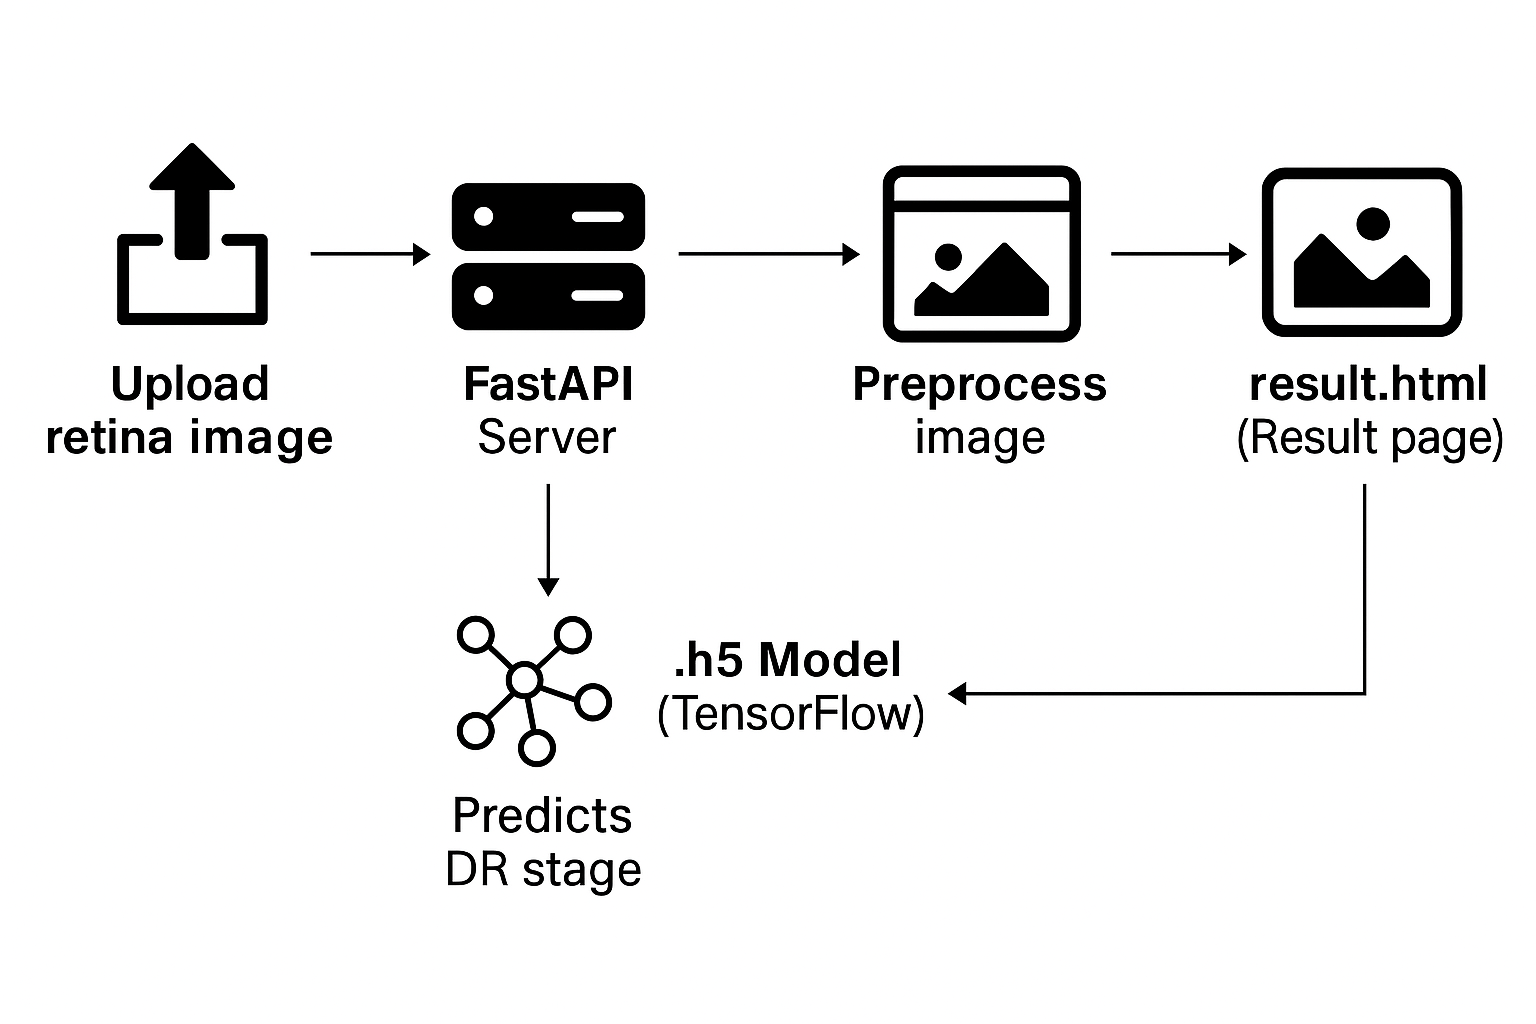 Upload
retina image
FastAPI
Server
Preprocess
image
result.html
(Result page)
.h5 Model
(TensorFlow)
Predicts
DR stage